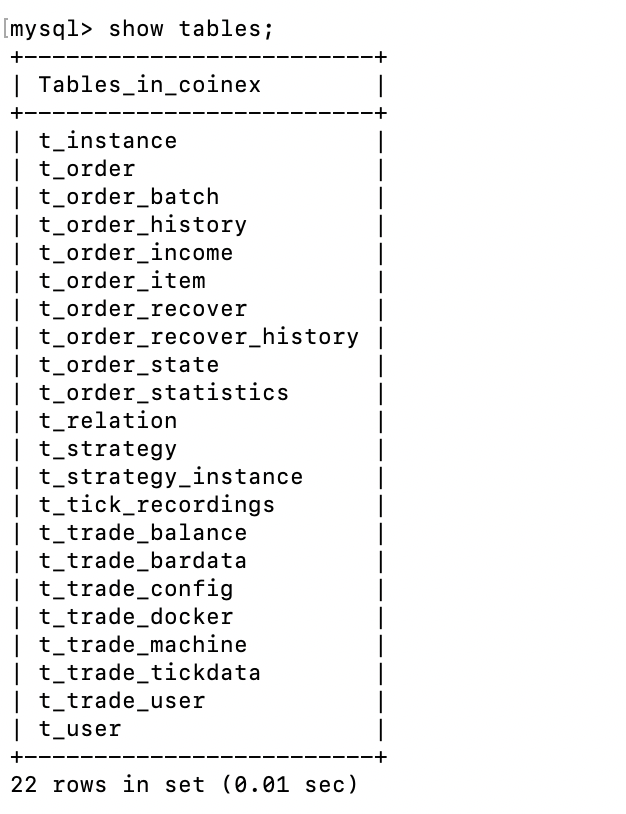 [mysql> show tables;
+-------------------------+
| Tables_in_coinex        |
+-------------------------+
| t_instance              |
| t_order                 |
| t_order_batch           |
| t_order_history         |
| t_order_income          |
| t_order_item            |
| t_order_recover         |
| t_order_recover_history |
| t_order_state           |
| t_order_statistics      |
| t_relation              |
| t_strategy              |
| t_strategy_instance     |
| t_tick_recordings       |
| t_trade_balance         |
| t_trade_bardata         |
| t_trade_config          |
| t_trade_docker          |
| t_trade_machine         |
| t_trade_tickdata        |
| t_trade_user            |
| t_user                  |
+-------------------------+
22 rows in set (0.01 sec)